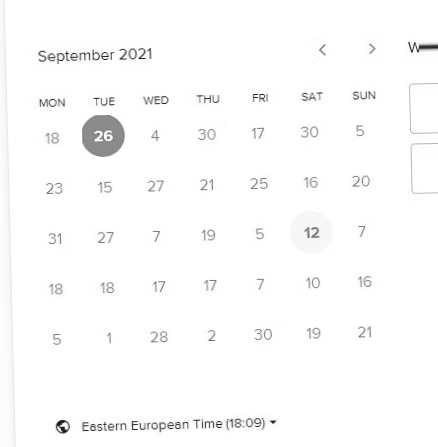 September 2021
MON TUE WED THU FRI SAT SUN
18 26 4 30 17 30 5
23 15 27 21 25 16 20
31 27 7 19 5 12 7
18 18 17 17 7 10 16
5 1 28 2 30 19 21
Eastern European Time (18:09)